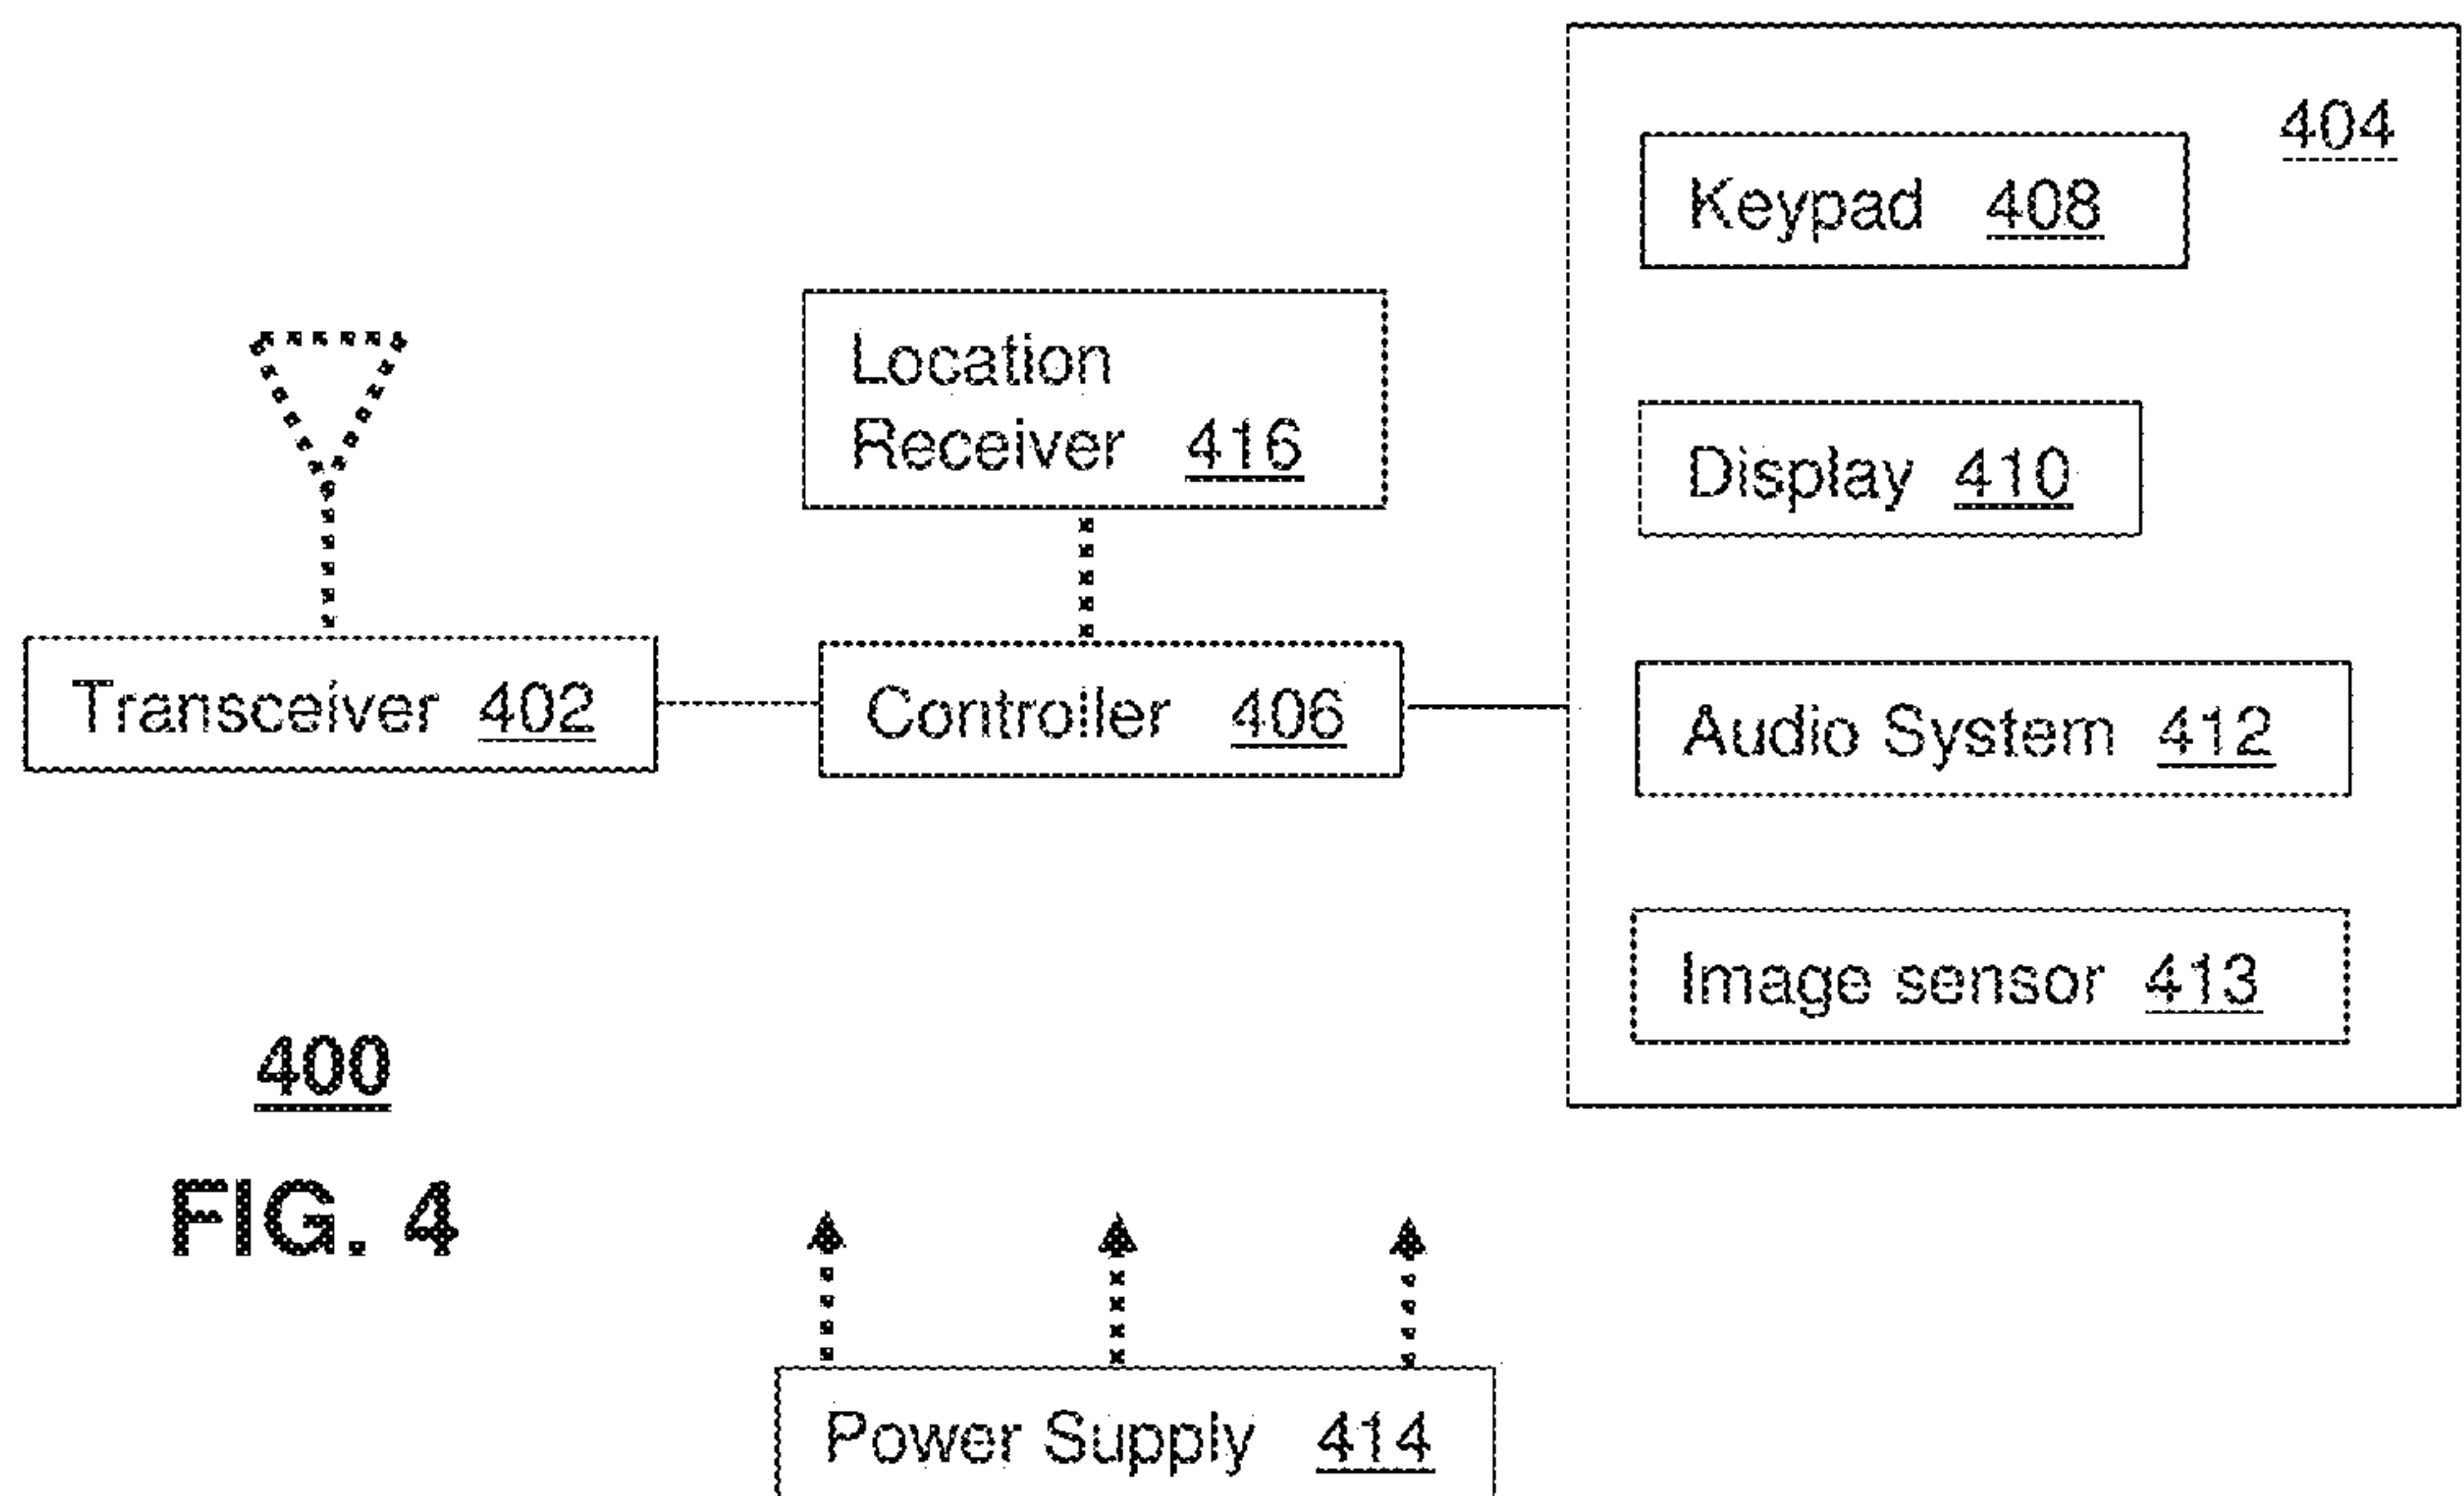 404
Keypad 408
Location
Receiver 416
Display 410
Transceiver 402
Controller 406
Audio System 412
Image sensor 413
400
FIG. 4
Power Supply 414